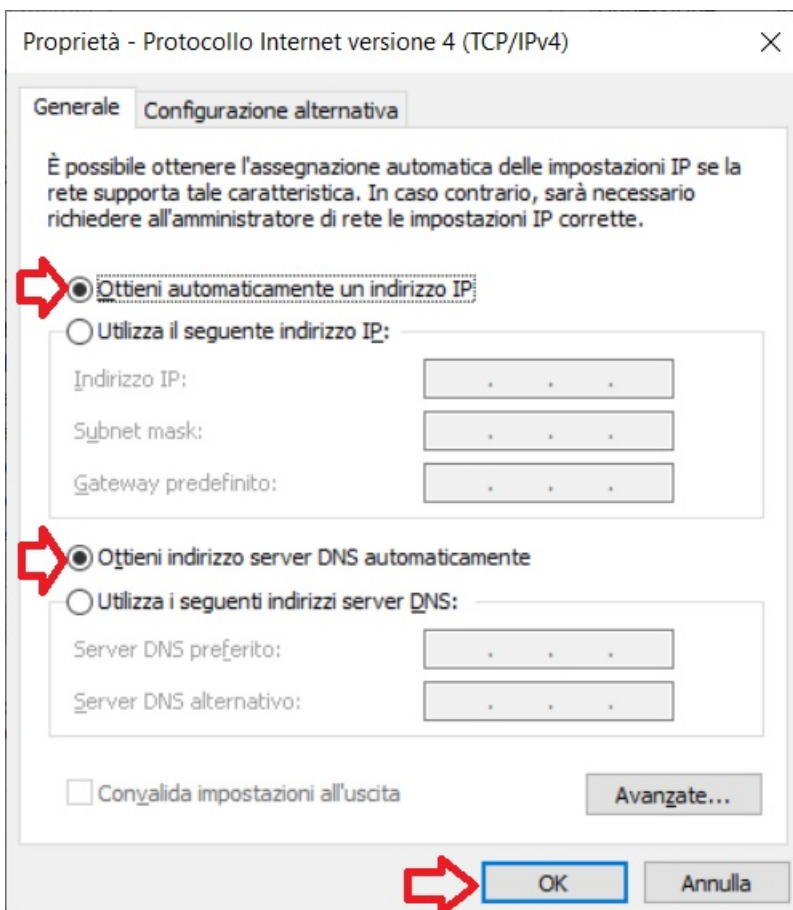 Proprietà - Protocollo Internet versione 4 (TCP/IPv4)
Generale
Configurazione alternativa
È possibile ottenere l'assegnazione automatica delle impostazioni IP se la
rete supporta tale caratteristica. In caso contrario, sarà necessario
richiedere all'amministratore di rete le impostazioni IP corrette.
Ottieni automaticamente un indirizzo IP
Utilizza il seguente indirizzo IP:
Indirizzo IP:
Subnet mask:
Gateway predefinito:
Ottieni indirizzo server DNS automaticamente
Utilizza i seguenti indirizzi server DNS:
Server DNS preferito:
Server DNS alternativo:
Convalida impostazioni all'uscita
Avanzate...
OK
Annulla